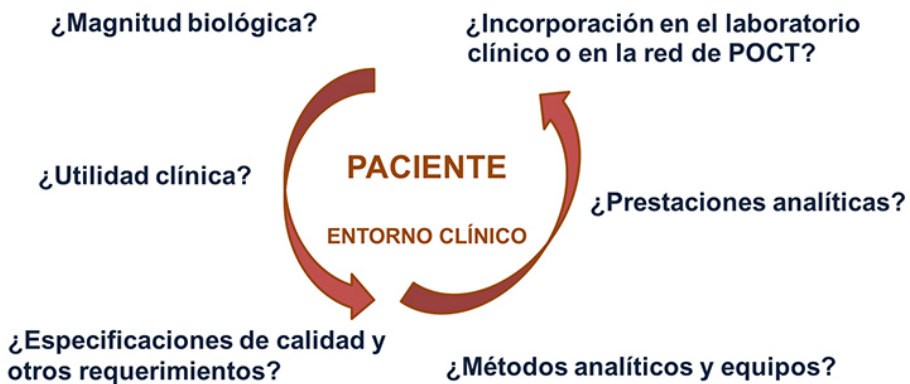 ¿Magnitud biológica?
¿Incorporación en el laboratorio
clínico o en la red de POCT?
¿Utilidad clínica?
PACIENTE
ENTORNO CLÍNICO
¿Prestaciones analíticas?
¿Especificaciones de calidad y
otros requerimientos?
¿Métodos analíticos y equipos?